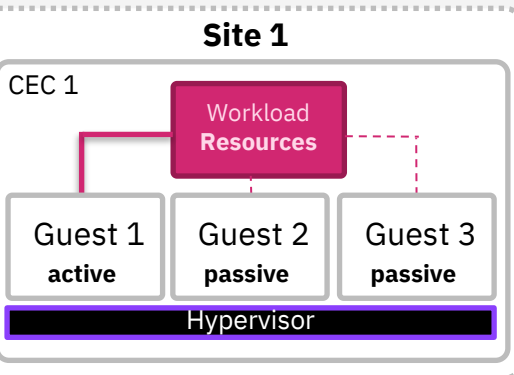 Site 1
CEC 1
Workload
Resources
Guest 1
active
Guest 2
passive
Guest 3
passive
Hypervisor